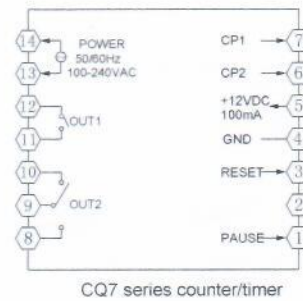 14
13
POWER
50/60Hz
100-240VAC
12
11
OUT1
10
9
8
OUT2
CP1
7
CP2
6
+12VDC
100mA
5
GND
4
RESET
3
2
PAUSE
1
CQ7 series counter/timer